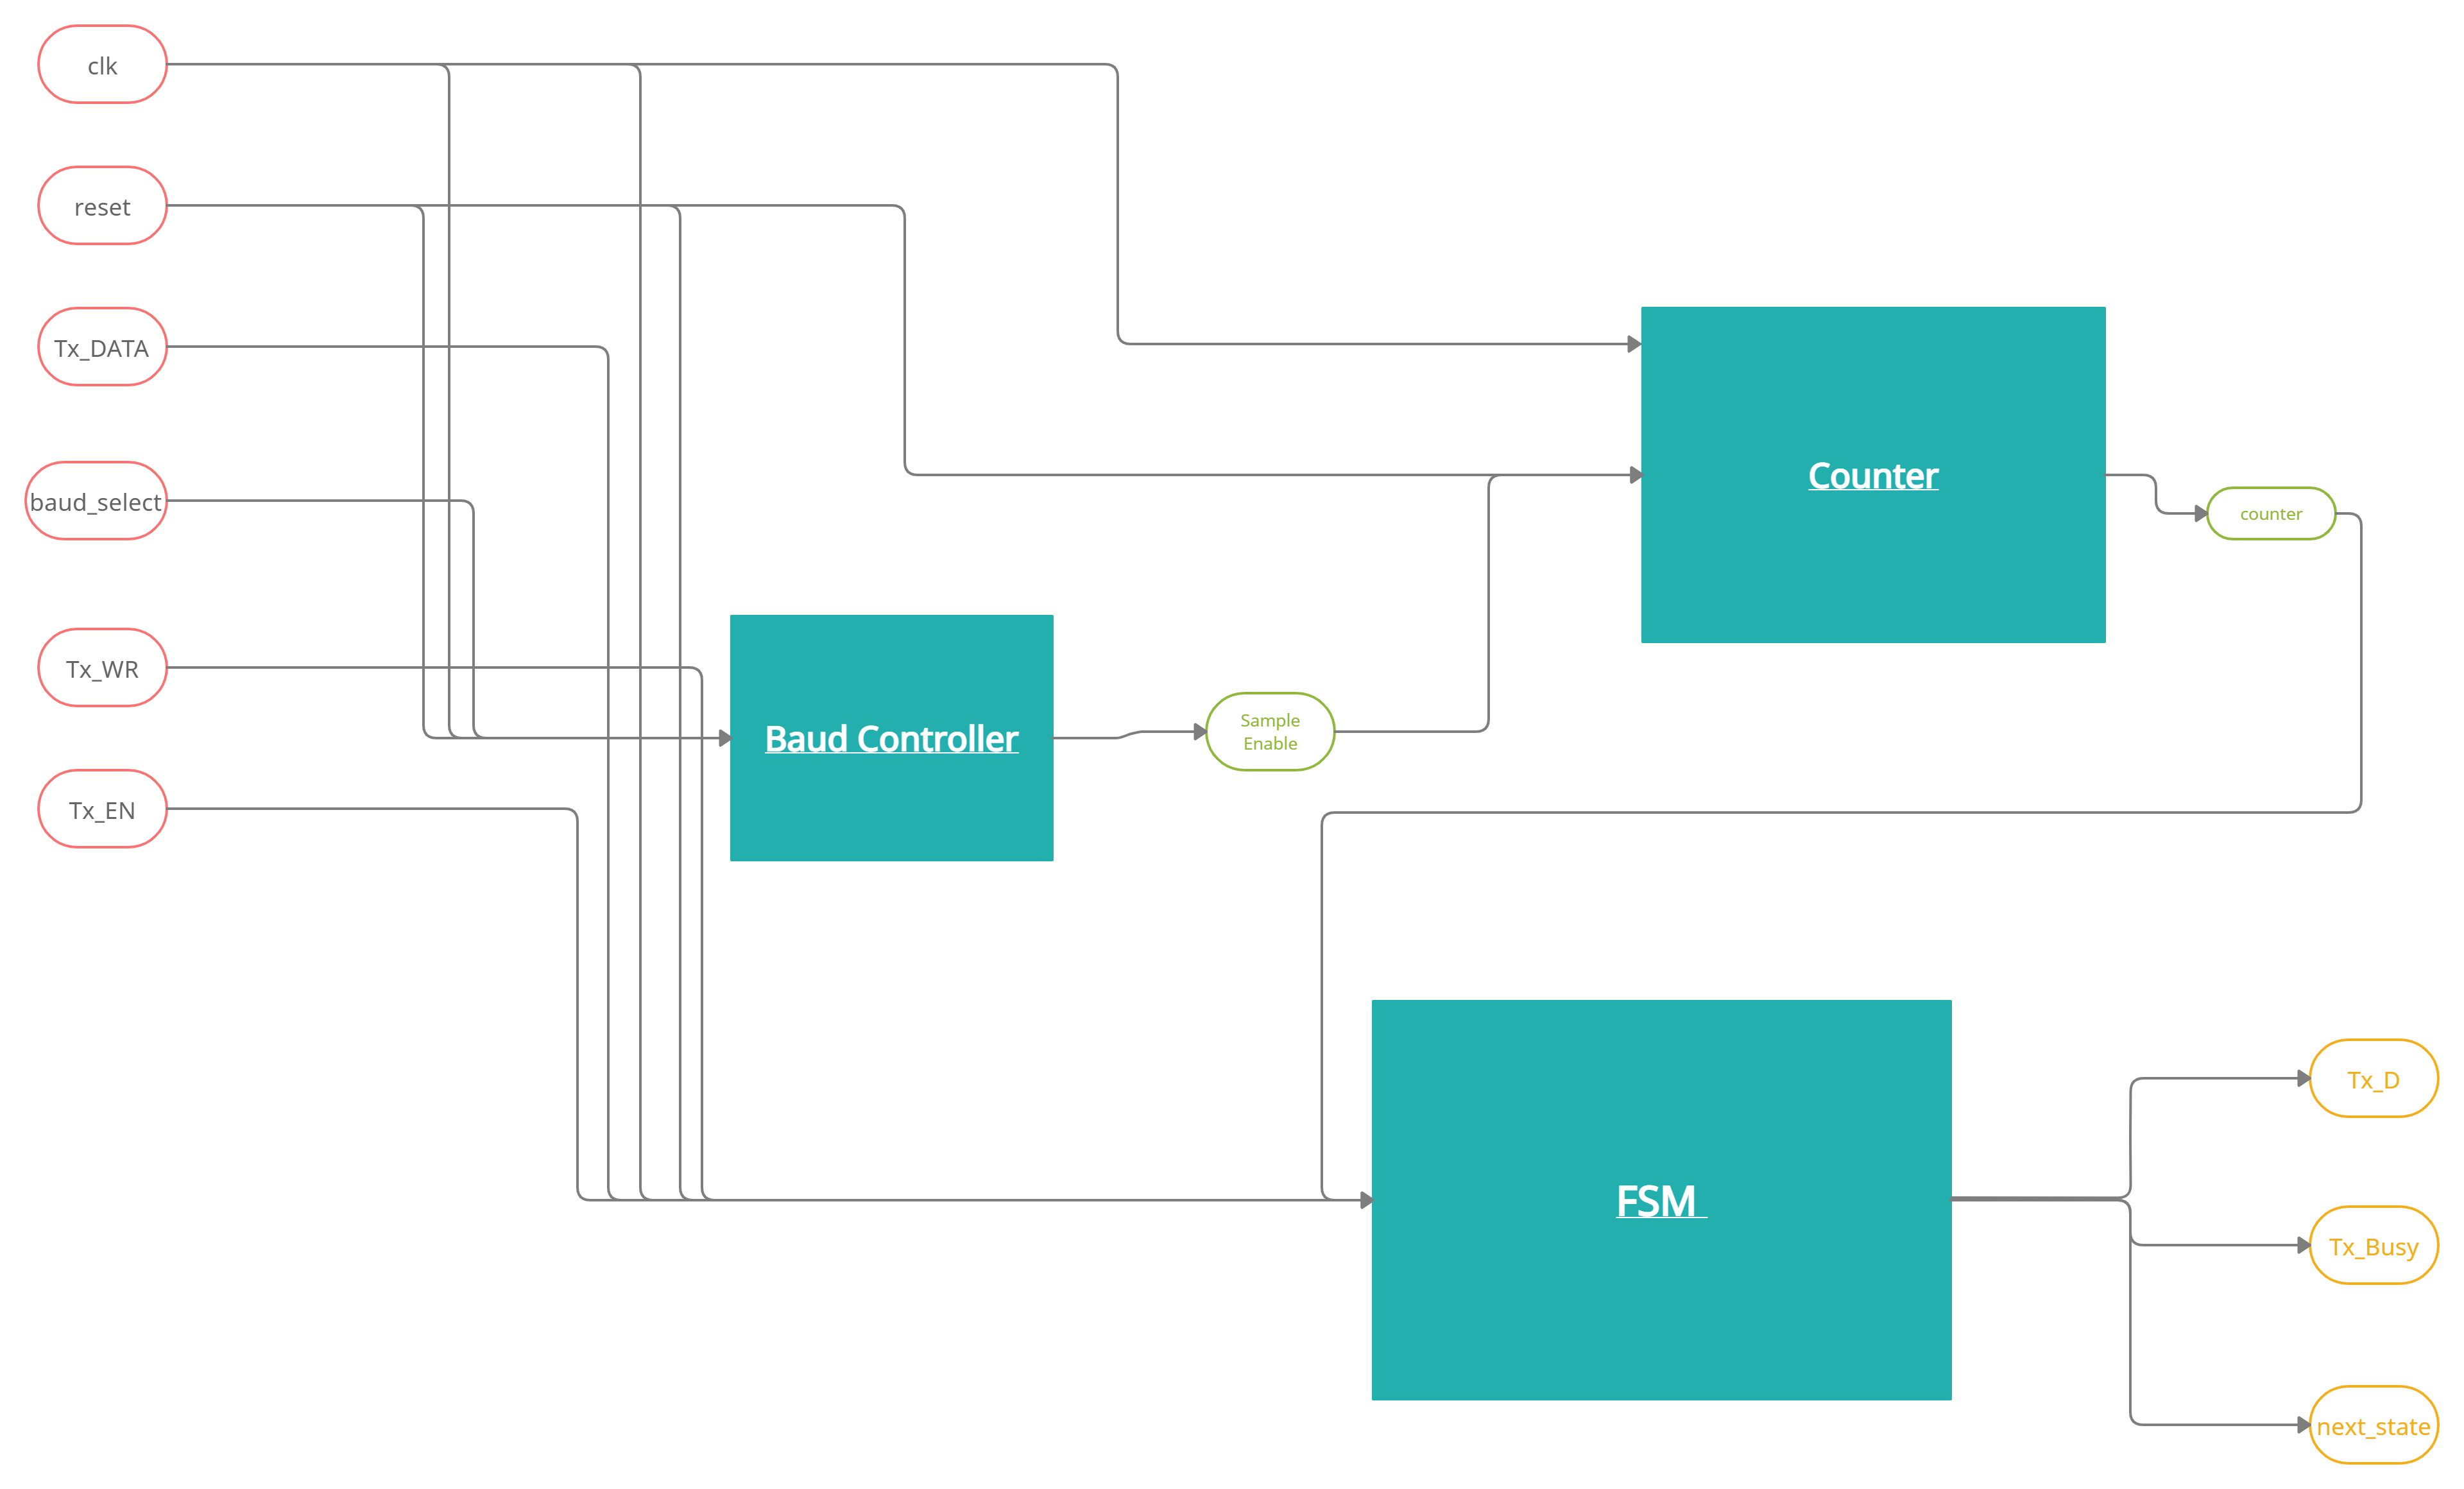 clk
reset
Tx_DATA
baud_select
Tx_WR
Tx_EN
Baud Controller
Sample
Enable
Counter
counter
FSM
Tx_D
Tx_Busy
next_state